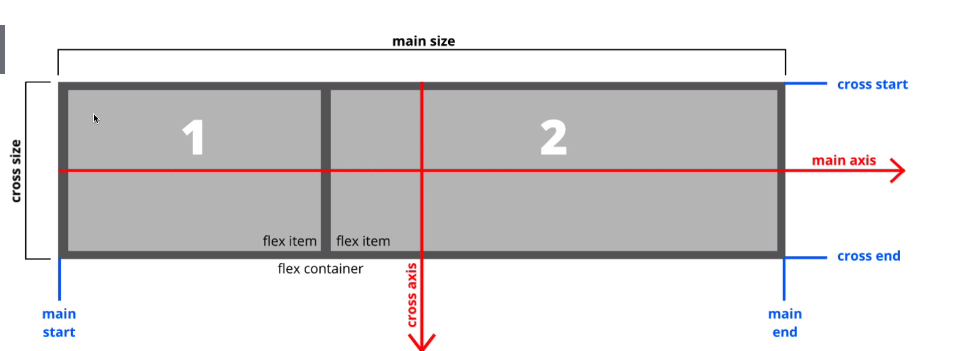 main size
cross start
1
2
cross size
main axis
flex item
flex item
cross end
flex container
cross axis
main
start
main
end